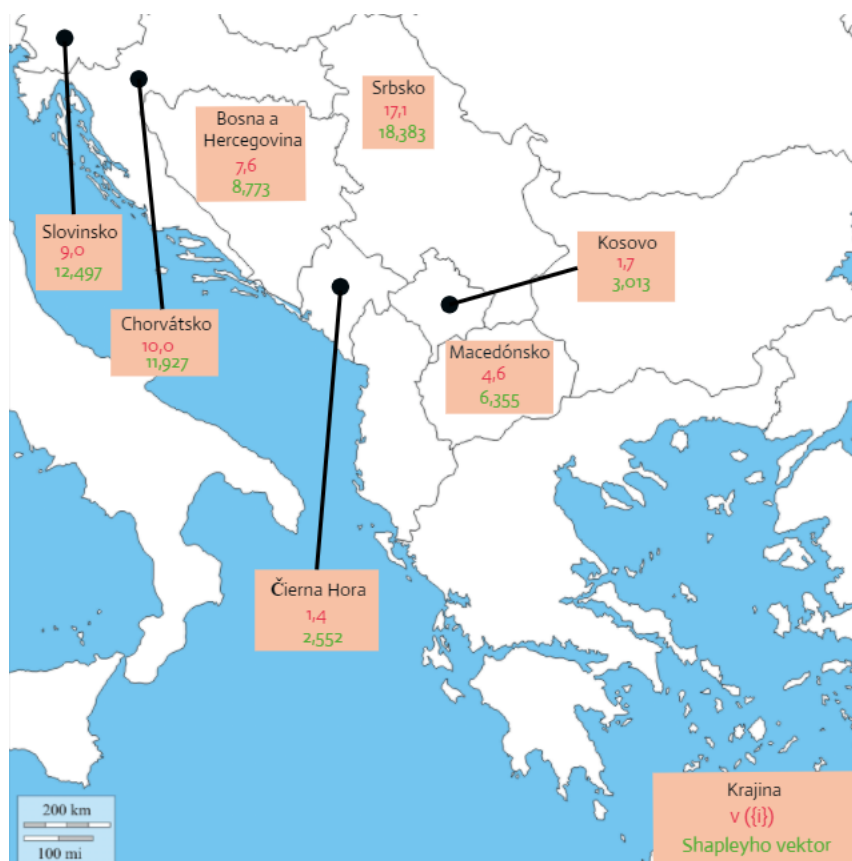 Srbsko
17,1
18,383
Bosna a
Hercegovina
7,6
8,773
Slovinsko
9,0
12,497
Kosovo
1,7
3,013
Chorvátsko
10,0
11,927
Macedónsko
4,6
6,355
Čierna Hora
1,4
2,552
200 km
100 mi
Krajina
v ({i})
Shapleyho vektor